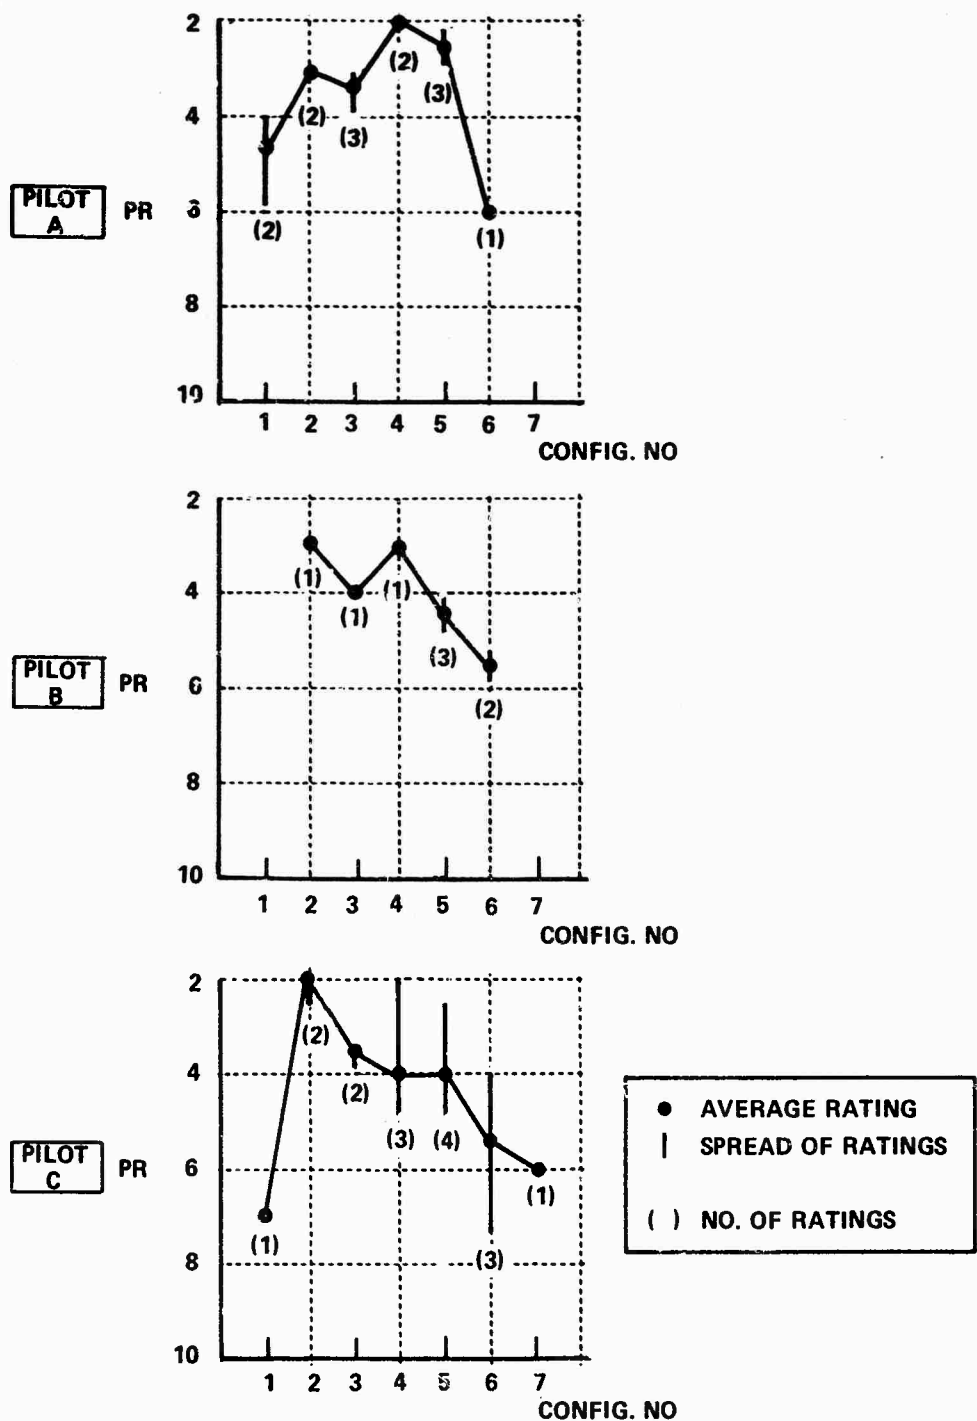 2
(2)
(2)
(3)
4
(2)
(3)
PILOT
A
PR
6
(2)
(1)
8
10
1 2 3 4 5 6 7
CONFIG. NO
2
(1)
(1)
4
(1)
(3)
PILOT
B
PR
6
(2)
8
10
1 2 3 4 5 6 7
CONFIG. NO
2
(2)
4
(2)
(3) (4)
PILOT
C
PR
6
(1)
(1)
8
(3)
10
1 2 3 4 5 6 7
CONFIG. NO
AVERAGE RATING
SPREAD OF RATINGS
( ) NO. OF RATINGS